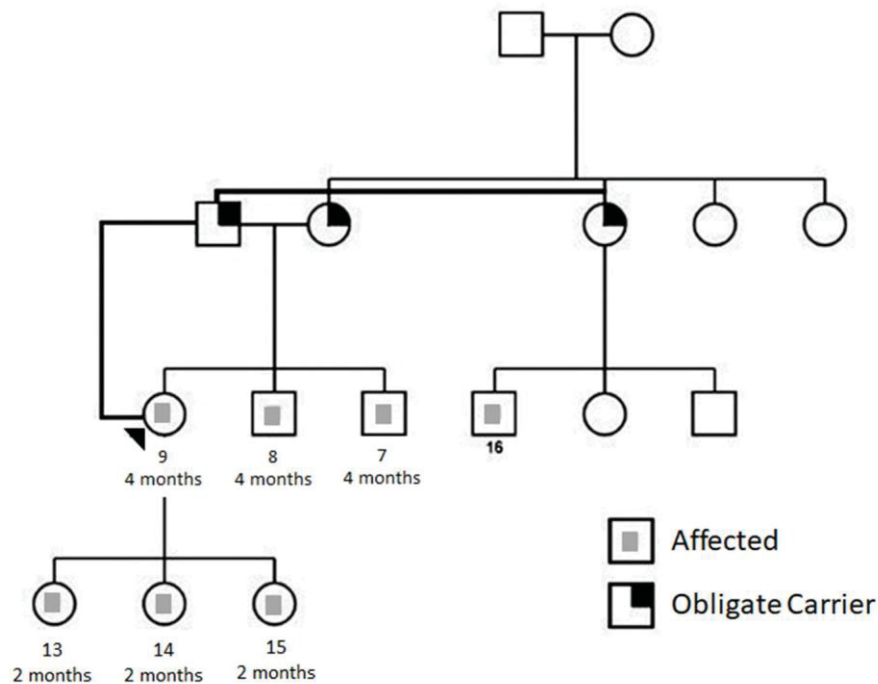 9
4 months
8
4 months
7
4 months
16
13
2 months
14
2 months
15
2 months
Affected
Obligate Carrier